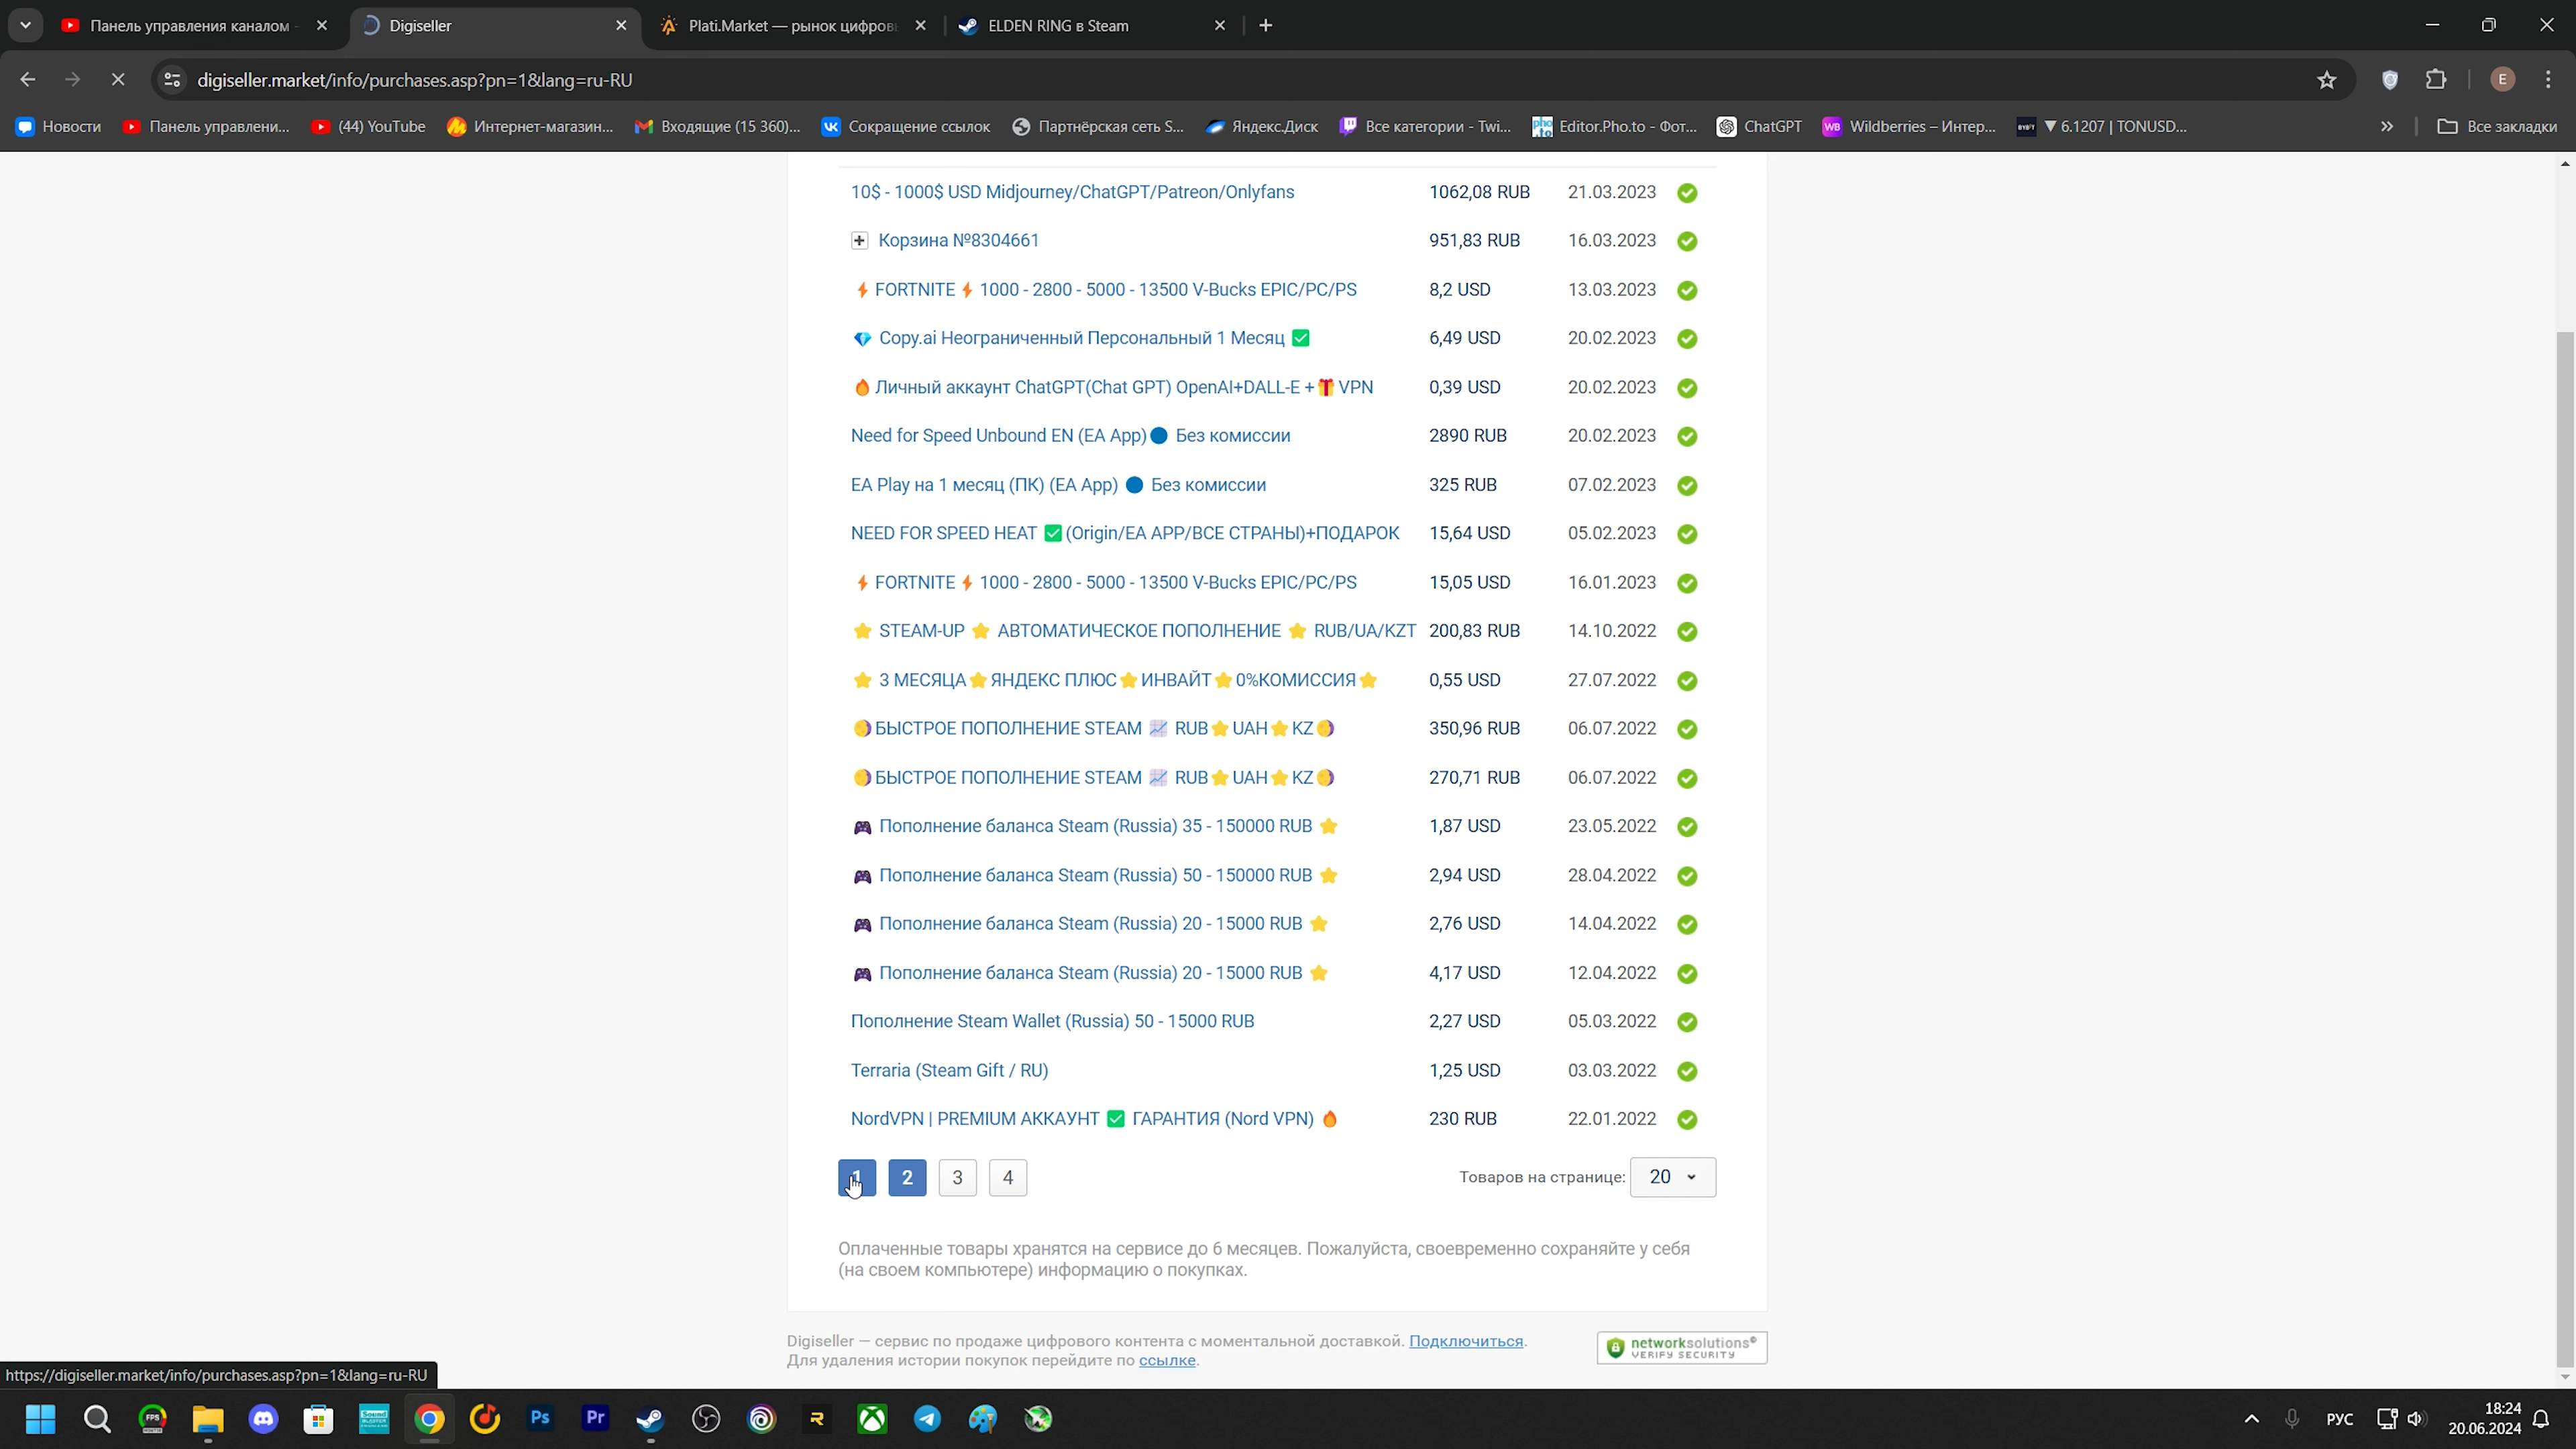 Панель управления каналом -
Digiseller
Plati.Market — рынок цифров
ELDEN RING в Steam
digiseller.market/info/purchases.asp?pn=1&lang=ru-RU
E
Новости
Панель управлени...
(44) YouTube
Интернет-магазин...
Входящие (15 360)...
Сокращение ссылок
Партнёрская сеть S...
Яндекс.Диск
Все категории - Twi...
Editor.Pho.to - Фот...
ChatGPT
Wildberries – Интер...
▼ 6.1207 | TONUSD...
»
Все закладки
10$ - 1000$ USD Midjourney/ChatGPT/Patreon/Onlyfans 1062,08 RUB 21.03.2023
Корзина №8304661 951,83 RUB 16.03.2023
⚡FORTNITE⚡1000 - 2800 - 5000 - 13500 V-Bucks EPIC/PC/PS 8,2 USD 13.03.2023
💎 Copy.ai Неограниченный Персональный 1 Месяц ✅ 6,49 USD 20.02.2023
🔥Личный аккаунт ChatGPT(Chat GPT) OpenAI+DALL-E +🎁VPN 0,39 USD 20.02.2023
Need for Speed Unbound EN (EA App)🔵 Без комиссии 2890 RUB 20.02.2023
EA Play на 1 месяц (ПК) (EA App) 🔵 Без комиссии 325 RUB 07.02.2023
NEED FOR SPEED HEAT ✅(Origin/EA APP/ВСЕ СТРАНЫ)+ПОДАРОК 15,64 USD 05.02.2023
⚡FORTNITE⚡1000 - 2800 - 5000 - 13500 V-Bucks EPIC/PC/PS 15,05 USD 16.01.2023
⭐ STEAM-UP ⭐ АВТОМАТИЧЕСКОЕ ПОПОЛНЕНИЕ ⭐ RUB/UA/KZT 200,83 RUB 14.10.2022
⭐ 3 МЕСЯЦА⭐ЯНДЕКС ПЛЮС⭐ИНВАЙТ⭐0%КОМИССИЯ⭐ 0,55 USD 27.07.2022
🌖БЫСТРОЕ ПОПОЛНЕНИЕ STEAM 📈 RUB⭐UAH⭐KZ🌖 350,96 RUB 06.07.2022
🌖БЫСТРОЕ ПОПОЛНЕНИЕ STEAM 📈 RUB⭐UAH⭐KZ🌖 270,71 RUB 06.07.2022
🎮 Пополнение баланса Steam (Russia) 35 - 150000 RUB ⭐ 1,87 USD 23.05.2022
🎮 Пополнение баланса Steam (Russia) 50 - 150000 RUB ⭐ 2,94 USD 28.04.2022
🎮 Пополнение баланса Steam (Russia) 20 - 15000 RUB ⭐ 2,76 USD 14.04.2022
🎮 Пополнение баланса Steam (Russia) 20 - 15000 RUB ⭐ 4,17 USD 12.04.2022
Пополнение Steam Wallet (Russia) 50 - 15000 RUB 2,27 USD 05.03.2022
Terraria (Steam Gift / RU) 1,25 USD 03.03.2022
NordVPN | PREMIUM АККАУНТ ✅ ГАРАНТИЯ (Nord VPN) 🔥 230 RUB 22.01.2022
1 2 3 4
Товаров на странице: 20
Оплаченные товары хранятся на сервисе до 6 месяцев. Пожалуйста, своевременно сохраняйте у себя
(на своем компьютере) информацию о покупках.
Digiseller — сервис по продаже цифрового контента с моментальной доставкой. Подключиться.
Для удаления истории покупок перейдите по ссылке.
networksolutions
VERIFY SECURITY
https://digiseller.market/info/purchases.asp?pn=1&lang=ru-RU
FPS
Ps
Pr
R
РУС
18:24
20.06.2024